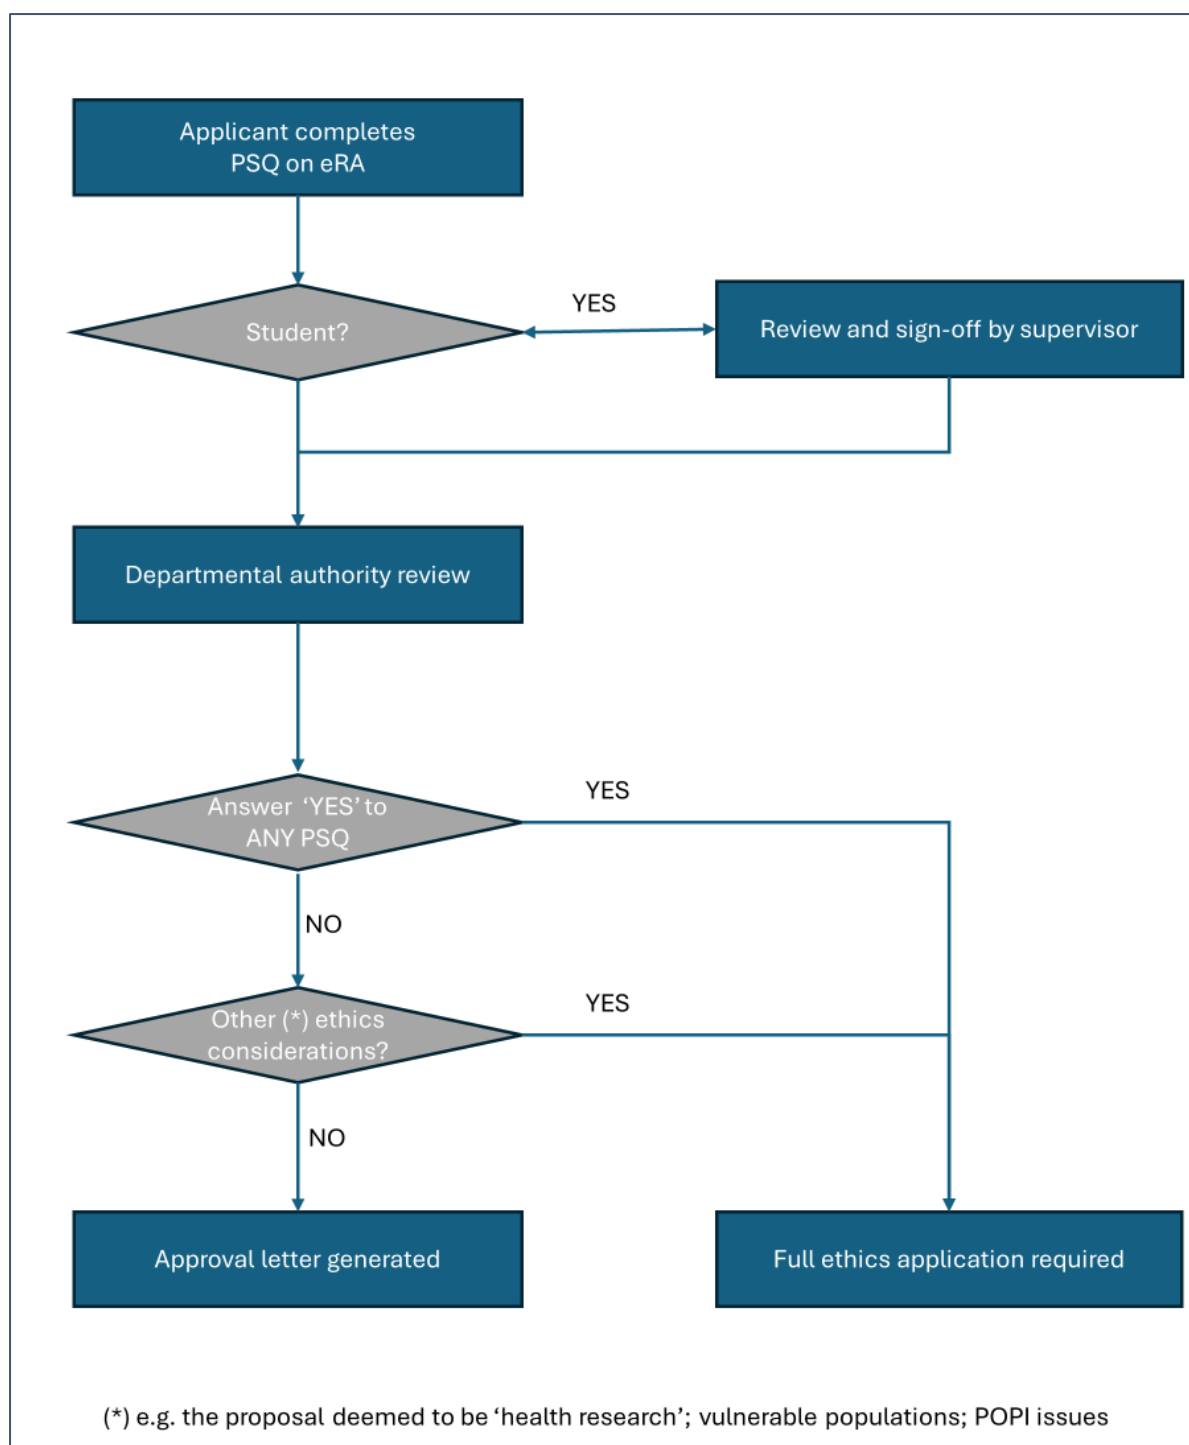 Applicant completes
PSQ on eRA
Student?
YES
Review and sign-off by supervisor
Departmental authority review
Answer ‘YES’ to
ANY PSQ
YES
NO
Other (*) ethics
considerations?
YES
NO
Approval letter generated
Full ethics application required
(*) e.g. the proposal deemed to be ‘health research’; vulnerable populations; POPI issues